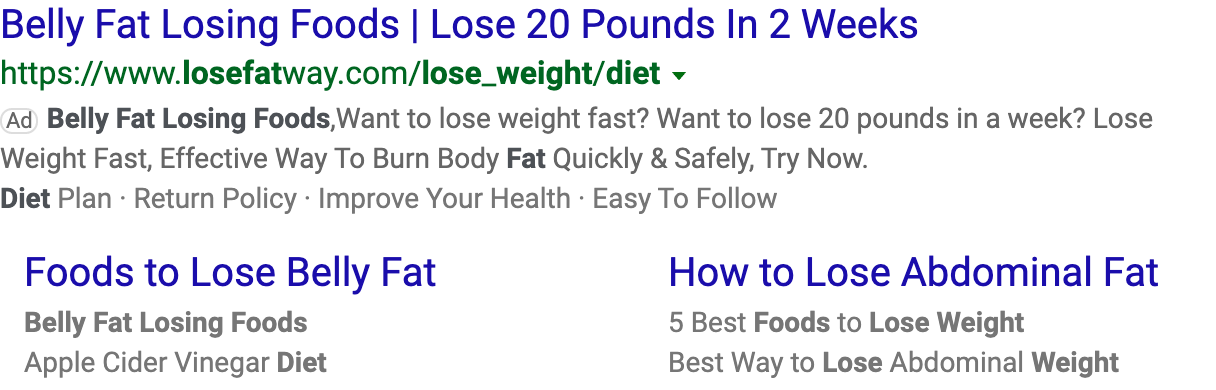 Belly Fat Losing Foods | Lose 20 Pounds In 2 Weeks
https://www.losefatway.com/lose_weight/diet
Ad Belly Fat Losing Foods,Want to lose weight fast? Want to lose 20 pounds in a week? Lose
Weight Fast, Effective Way To Burn Body Fat Quickly & Safely, Try Now.
Diet Plan · Return Policy · Improve Your Health · Easy To Follow
Foods to Lose Belly Fat
Belly Fat Losing Foods
Apple Cider Vinegar Diet
How to Lose Abdominal Fat
5 Best Foods to Lose Weight
Best Way to Lose Abdominal Weight